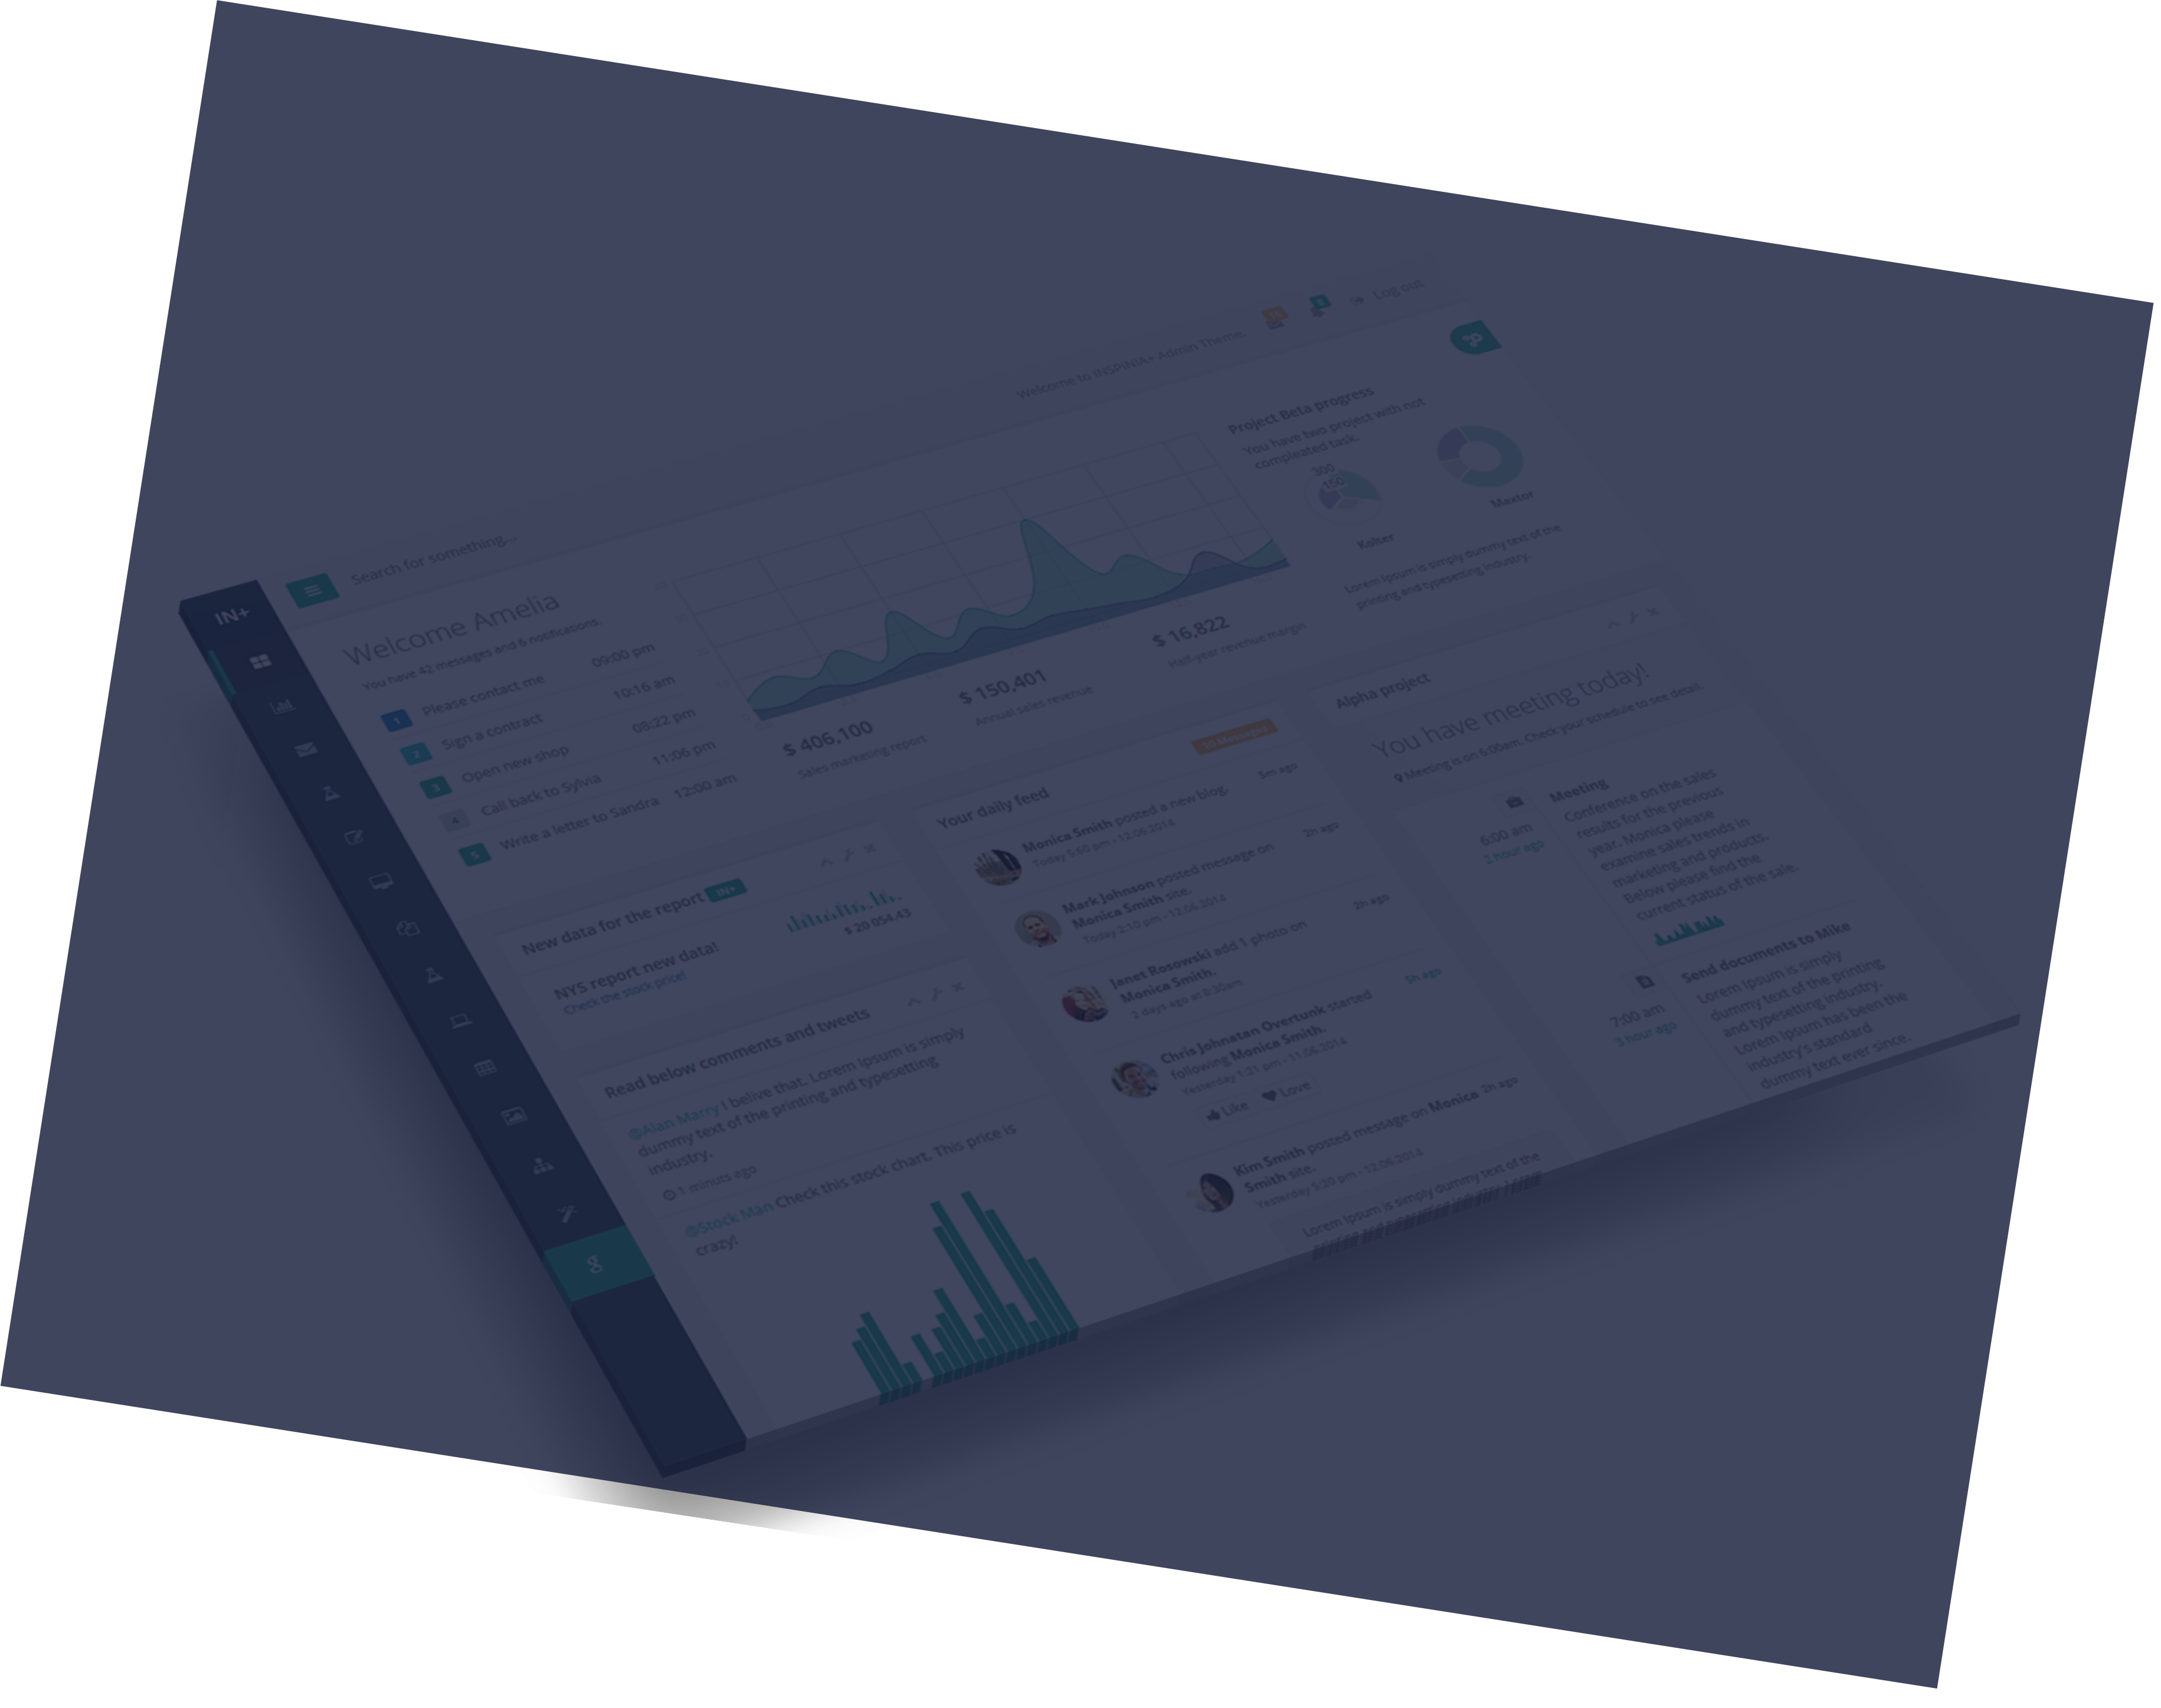 Log out
Welcome to INSPINIA+ Admin Theme.
Search for something...
IN+
Welcome Amelia
You have 42 messages and 6 notifications.
1 Please contact me 09:00 pm
2 Sign a contract 10:16 am
3 Open new shop 08:22 pm
4 Call back to Sylvia 11:06 pm
5 Write a letter to Sandra 12:00 am
$ 406,100
Sales marketing report
$ 150,401
Annual sales revenue
$ 16,822
Half-year revenue margin
Project Beta progress
You have two project with not
compleated task.
300
150
Kolter
Maxtor
Lorem Ipsum is simply dummy text of the
printing and typesetting industry.
New data for the report IN+
NYS report new data!
Check the stock price!
$ 20 054.43
Read below comments and tweets
@Alan Marry I belive that. Lorem Ipsum is simply
dummy text of the printing and typesetting
industry.
1 minuts ago
@Stock Man Check this stock chart. This price is
crazy!
g
Your daily feed
10 Messages
Monica Smith posted a new blog. 5m ago
Today 5:60 pm - 12.06.2014
Mark Johnson posted message on 2h ago
Monica Smith site.
Today 2:10 pm - 12.06.2014
Janet Rosowski add 1 photo on 2h ago
Monica Smith.
2 days ago at 8:30am
Chris Johnatan Overtunk started 5h ago
following Monica Smith.
Yesterday 1:21 pm - 11.06.2014
Like Love
Kim Smith posted message on Monica 2h ago
Smith site.
Yesterday 5:20 pm - 12.06.2014
Lorem Ipsum is simply dummy text of the
Alpha project
You have meeting today!
Meeting is on 6:00am. Check your schedule to see detail.
6:00 am
2 hour ago
Meeting
Conference on the sales
results for the previous
year. Monica please
examine sales trends in
marketing and products.
Below please find the
current status of the sale.
7:00 am
3 hour ago
Send documents to Mike
Lorem Ipsum is simply
dummy text of the printing
and typesetting industry.
Lorem Ipsum has been the
industry's standard
dummy text ever since.